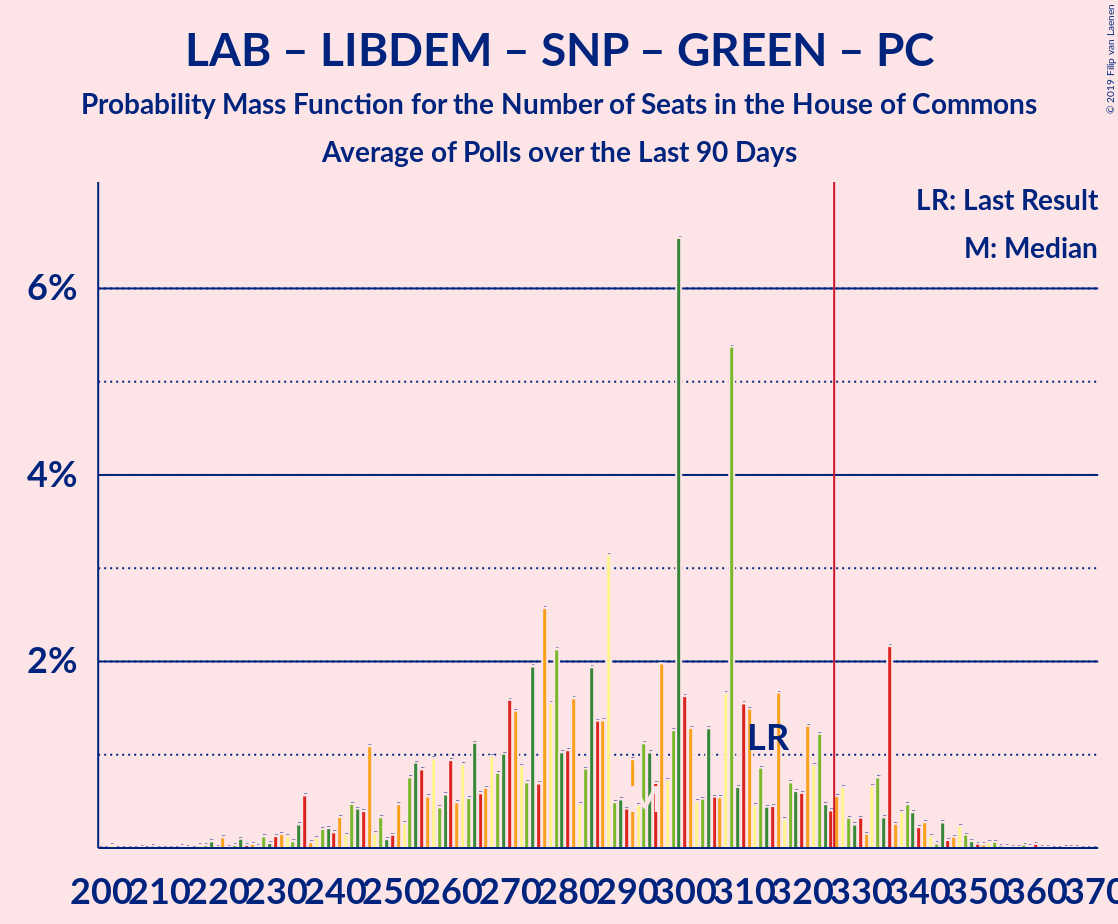 LAB – LIBDEM – SNP – GREEN – PC
Probability Mass Function for the Number of Seats in the House of Commons
Average of Polls over the Last 90 Days
© 2019 Filip van Laenen
LR: Last Result
M: Median
6%
4%
2%
LR
200 210 220 230 240 250 260 270 280 290 300 310 320 330 340 350 360 370